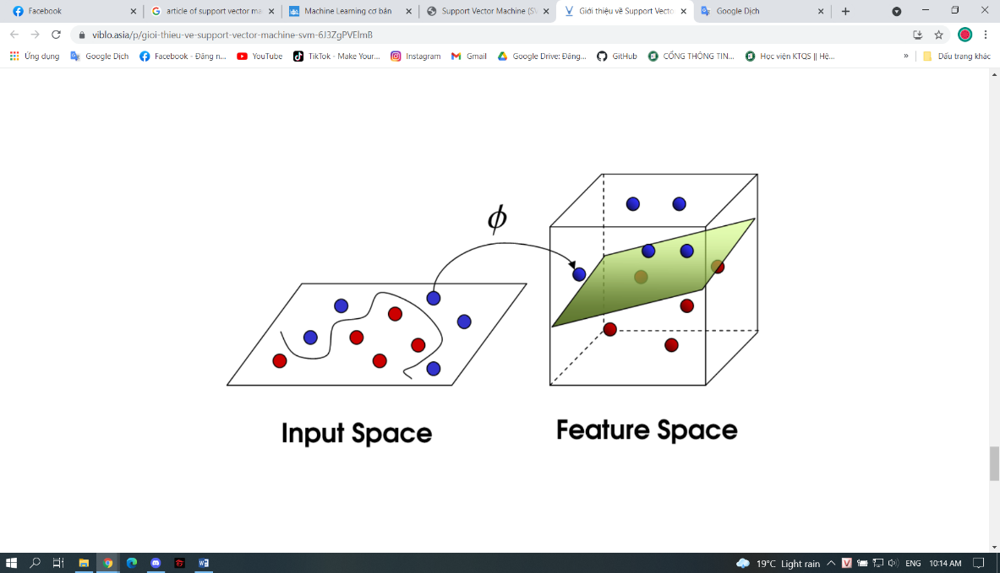 Facebook
article of support vector ma
Machine Learning cơ bản
Support Vector Machine (SV
Giới thiệu về Support Vecto
Google Dịch
viblo.asia/p/gioi-thieu-ve-support-vector-machine-svm-6J3ZgPVElmB
Ứng dụng
Google Dịch
Facebook - Đăng n...
YouTube
TikTok - Make Your...
Instagram
Gmail
Google Drive: Đăng...
GitHub
CỔNG THÔNG TIN...
Học viện KTQS || Hệ...
»
Dấu trang khác
ϕ
Input Space
Feature Space
19°C Light rain
ENG
10:14 AM